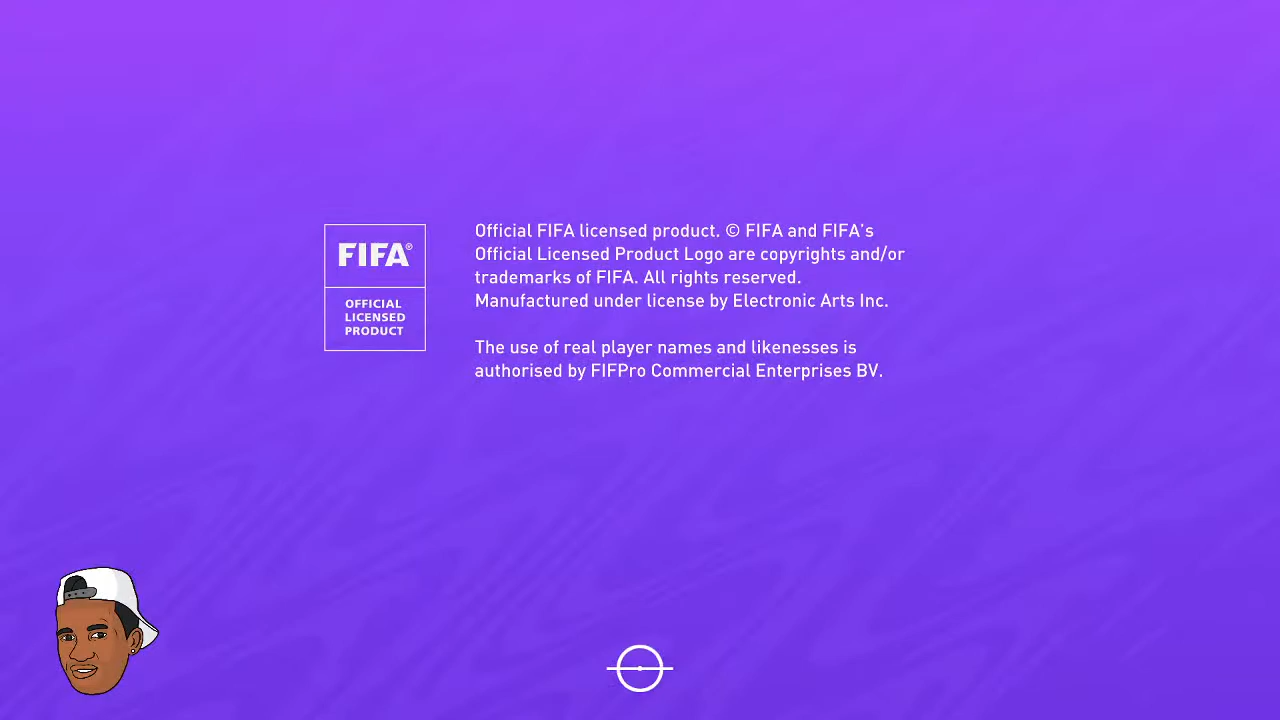 FIFA®
OFFICIAL
LICENSED
PRODUCT
Official FIFA licensed product. © FIFA and FIFA's
Official Licensed Product Logo are copyrights and/or
trademarks of FIFA. All rights reserved.
Manufactured under license by Electronic Arts Inc.
The use of real player names and likenesses is
authorised by FIFPro Commercial Enterprises BV.